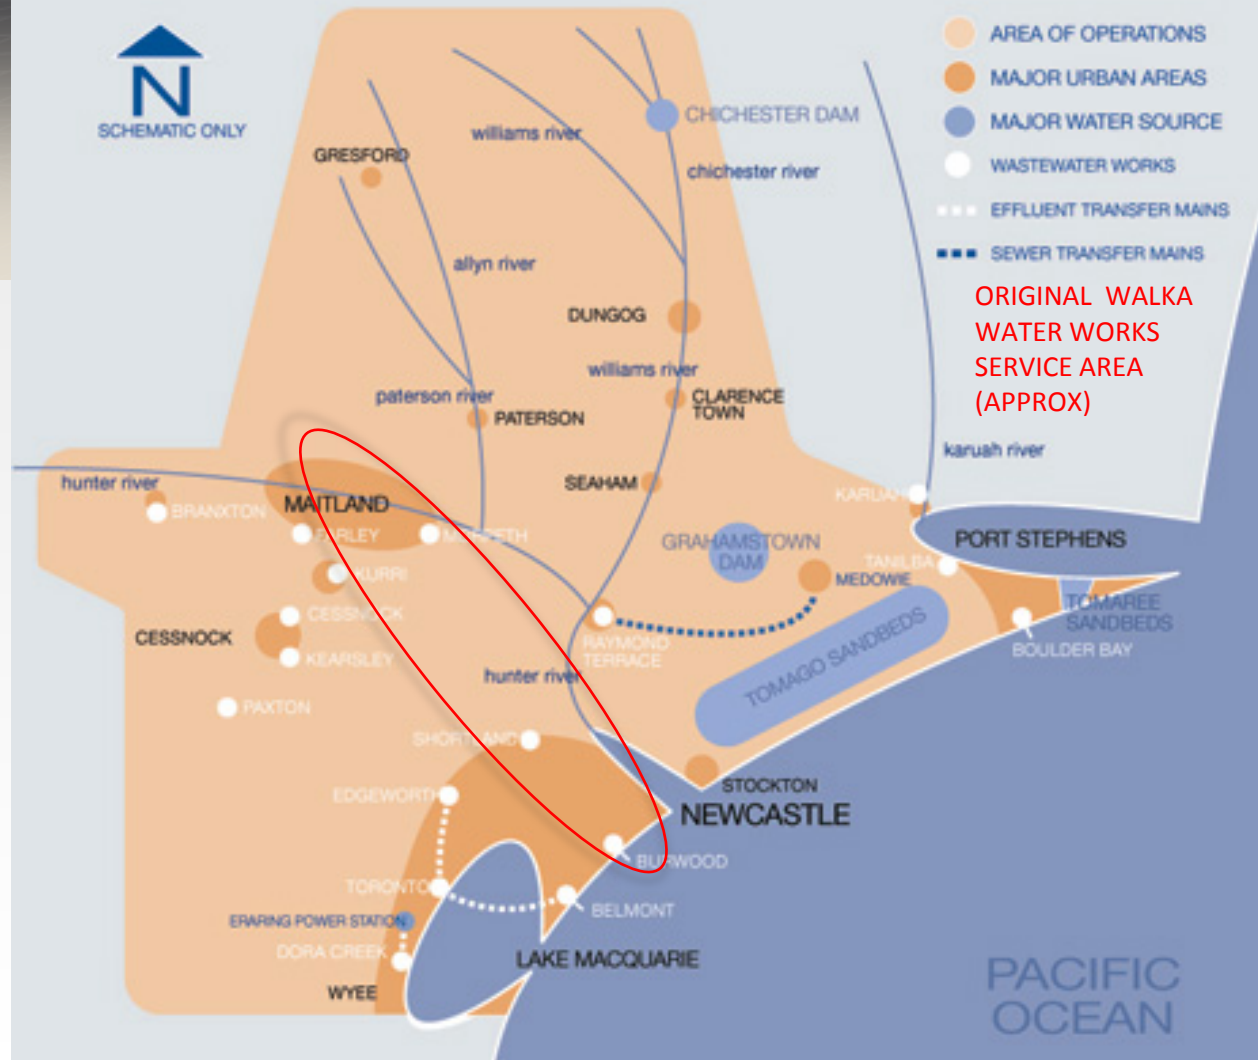 N
SCHEMATIC ONLY
AREA OF OPERATIONS
MAJOR URBAN AREAS
MAJOR WATER SOURCE
WASTEWATER WORKS
EFFLUENT TRANSFER MAINS
SEWER TRANSFER MAINS
ORIGINAL WALKA
WATER WORKS
SERVICE AREA
(APPROX)
CHICHESTER DAM
williams river
GRESFORD
chichester river
allyn river
DUNGOG
williams river
paterson river
CLARENCE
TOWN
PATERSON
karuah river
hunter river
SEAHAM
MAITLAND
KARUAH
BRANXTON
FARLEY
MORPETH
GRAHAMSTOWN
DAM
PORT STEPHENS
TANILBA
KURRI
MEDOWIE
TOMAREE
SANDBEDS
CESSNOCK
CESSNOCK
RAYMOND
TERRACE
TOMAGO SANDBEDS
BOULDER BAY
KEARSLEY
hunter river
PAXTON
SHORTLAND
STOCKTON
NEWCASTLE
EDGEWORTH
BURWOOD
TORONTO
BELMONT
ERARING POWER STATION
DORA CREEK
LAKE MACQUARIE
WYEE
PACIFIC
OCEAN